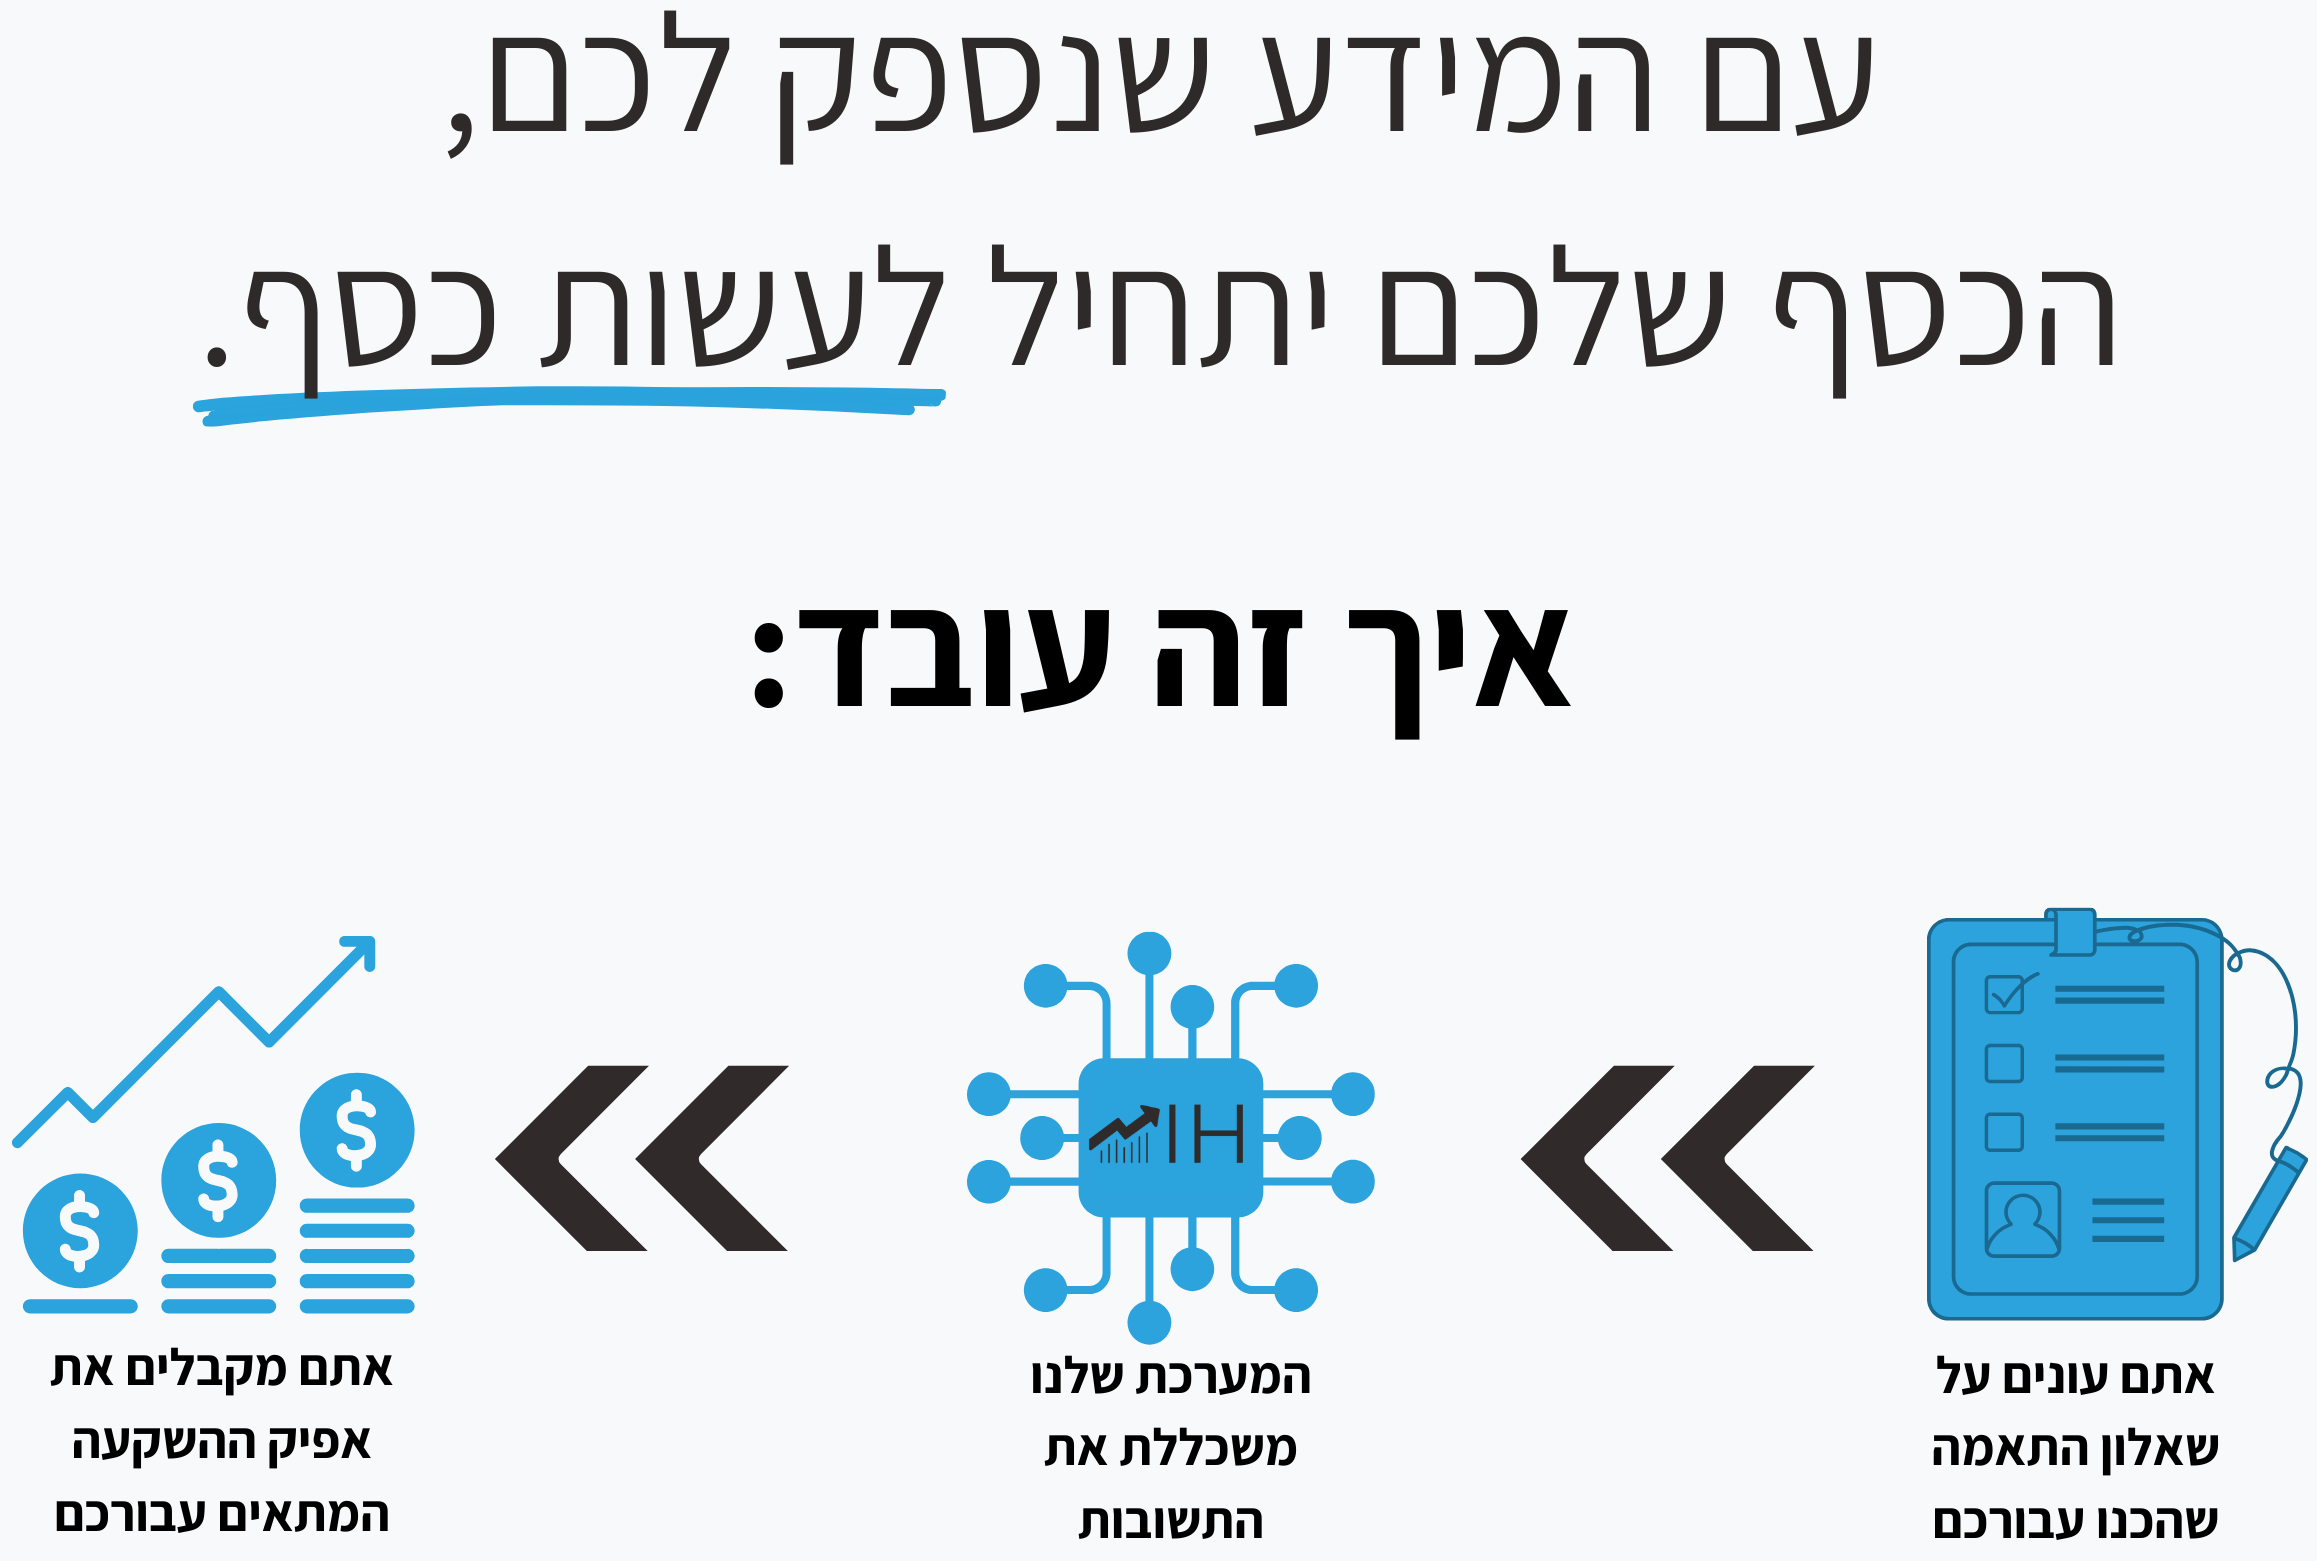 עם המידע שנספק לכם,
הכסף שלכם יתחיל לעשות כסף.
איך זה עובד:
אתם עונים על
שאלון התאמה
שהכנו עבורכם
IH
המערכת שלנו
משכללת את
התשובות
$
$
$
אתם מקבלים את
אפיק ההשקעה
המתאים עבורכם